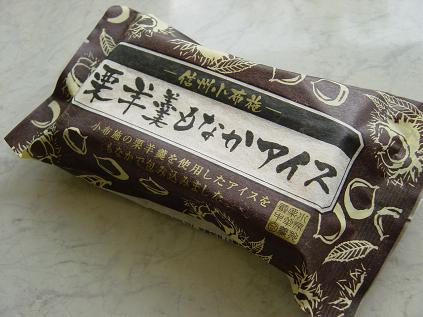 信州小布施
栗羊羹もなかアイス
小布施の栗羊羹を使用したアイスを
もなかで包み込みました